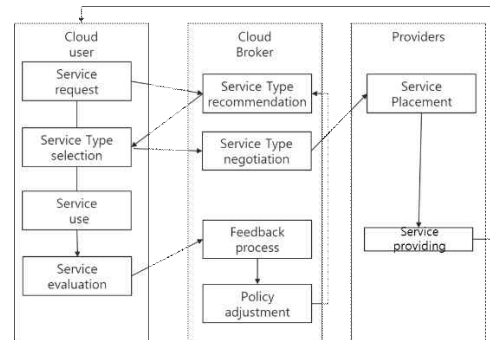 Cloud
user
Service
request
Service Type
selection
Service
use
Service
evaluation
Cloud
Broker
Service Type
recommendation
Service Type
negotiation
Feedback
process
Policy
adjustment
Providers
Service
Placement
Service
providing